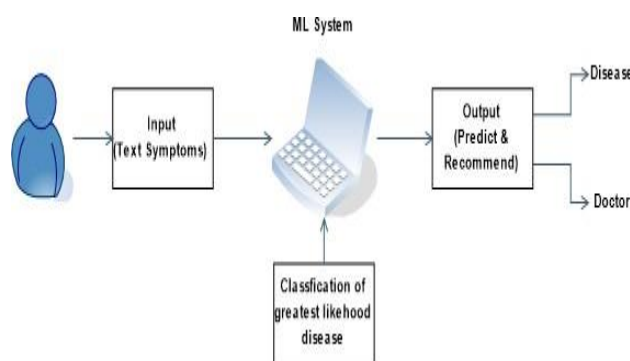 ML System
Input
(Text Symptoms)
Output
(Predict &
Recommend)
Disease
Doctor
Classfication of
greatest likehood
disease